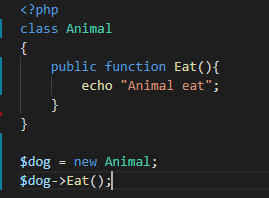 <?php
class Animal
{
    public function Eat(){
        echo "Animal eat";
    }
}

$dog = new Animal;
$dog->Eat();